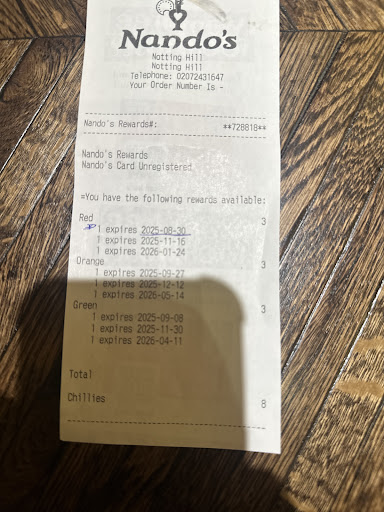 Nando's
Notting Hill
Notting Hill
Telephone: 02072431647
Your Order Number Is -
Nando's Rewards#: **728818**
Nando's Rewards
Nando's Card Unregistered
=You have the following rewards available:
Red 3
1 expires 2025-08-30
1 expires 2025-11-16
1 expires 2026-01-24
Orange 3
1 expires 2025-09-27
1 expires 2025-12-12
1 expires 2026-05-14
Green 3
1 expires 2025-09-08
1 expires 2025-11-30
1 expires 2026-04-11
Total
Chillies 8